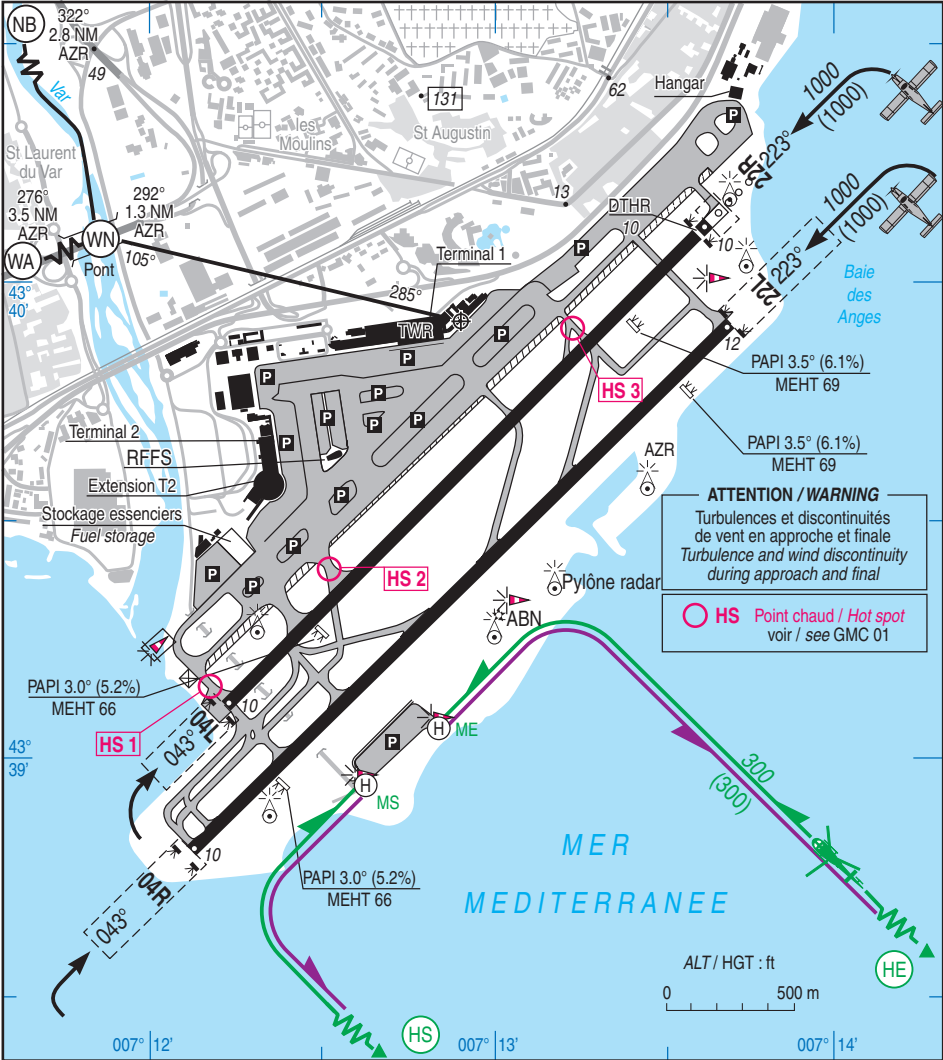 NB
322°
2.8 NM
AZR
49
Var
131
62
Hangar
P
1000
(1000)
22R 223°
les
Moulins
St Augustin
St Laurent
du Var
276°
3.5 NM
AZR
292°
1.3 NM
AZR
13
DTHR
10
10
1000
(1000)
22L 223°
WA
WN
Pont
105°
285°
Terminal 1
P
Baie
des
Anges
43°
40'
TWR
P
P
P
12
HS 3
PAPI 3.5° (6.1%)
MEHT 69
P
P
P
P
P
Terminal 2
P
RFFS
PAPI 3.5° (6.1%)
MEHT 69
AZR
Extension T2
P
Stockage essenciers
Fuel storage
ATTENTION / WARNING
Turbulences et discontinuités
de vent en approche et finale
Turbulence and wind discontinuity
during approach and final
P
P
P
HS 2
Pylône radar
ABN
HS Point chaud / Hot spot
voir / see GMC 01
PAPI 3.0° (5.2%)
MEHT 66
10
HS 1
043° 04L
H
ME
P
43°
39'
H
MS
300
(300)
10
PAPI 3.0° (5.2%)
MEHT 66
043° 04R
MER
MEDITERRANEE
ALT / HGT : ft
0 500 m
HE
HS
007° 12'
007° 13'
007° 14'